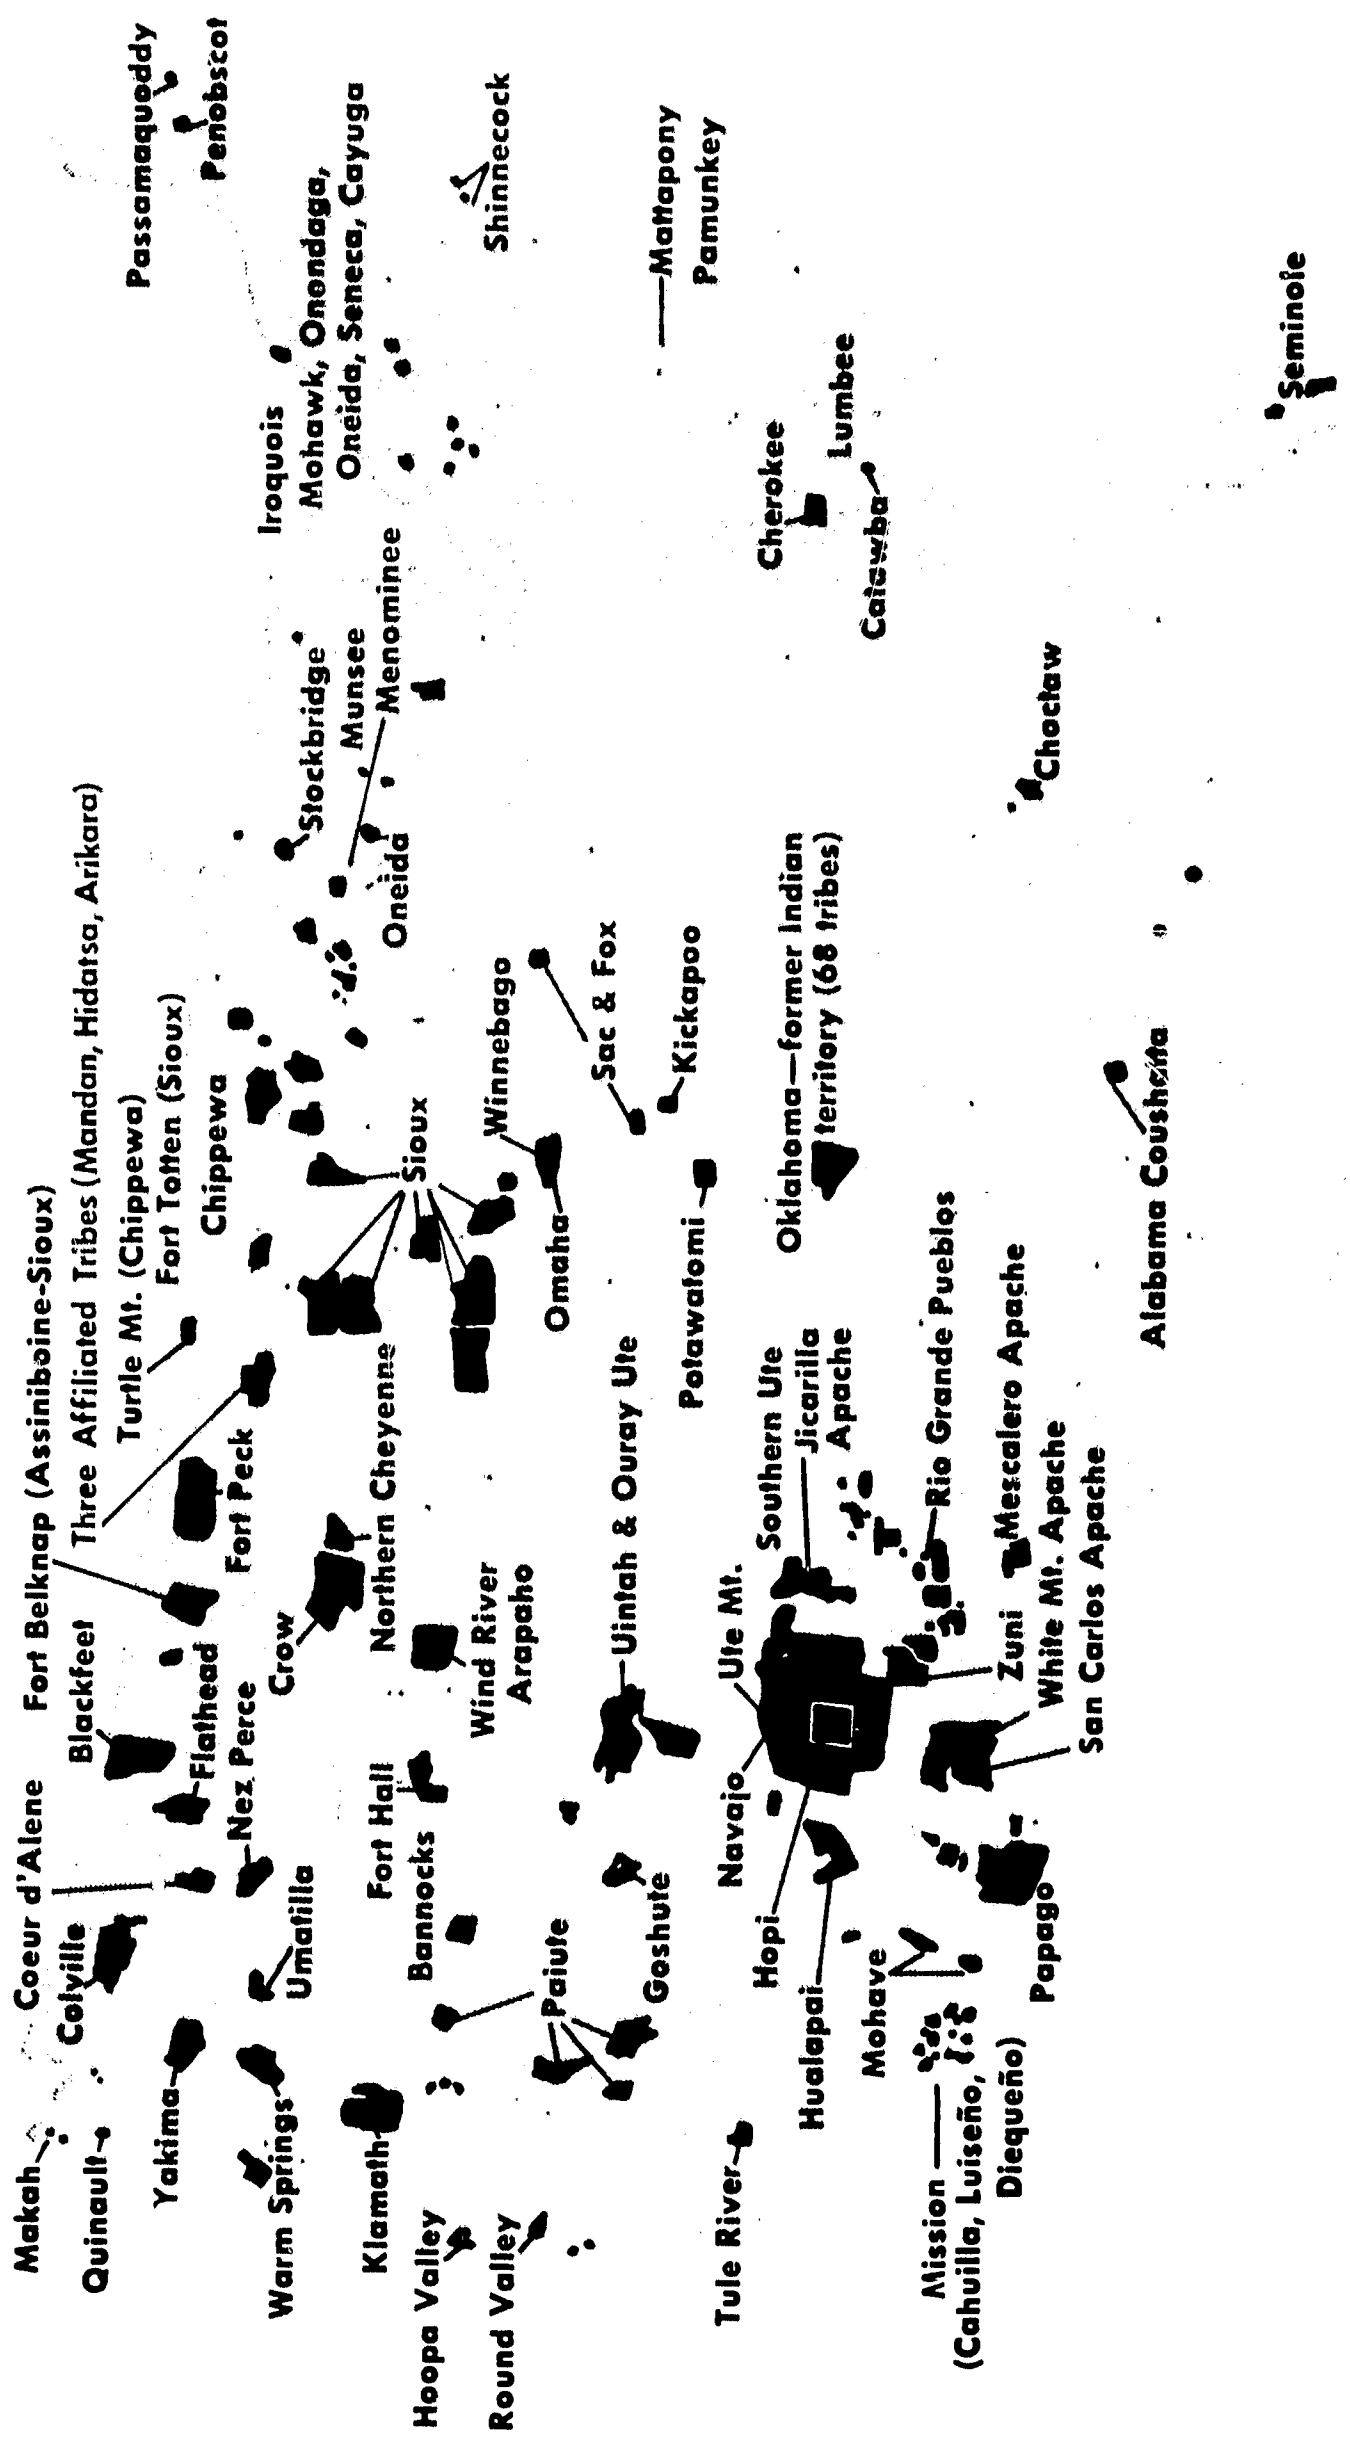 Makah
Quinault
Coeur d'Alene
Colville
Yakima
Fort Belknap (Assiniboine-Sioux)
Blackfeet
Three Affiliated Tribes (Mandan, Hidatsa, Arikara)
Turtle Mt. (Chippewa)
Fort Totten (Sioux)
Chippewa
Passamaquoddy
Penobscot
Flathead
Nez Perce
Fort Peck
Crow
Umatilla
Warm Springs
Iroquois
Mohawk, Onondaga,
Oneida, Seneca, Cayuga
Stockbridge
Munsee
Menominee
Oneida
Klamath
Fort Hall
Bannocks
Northern Cheyenne
Sioux
Hoopa Valley
Round Valley
Wind River
Arapaho
Winnebago
Shinnecock
Paiute
Omaha
Sac & Fox
Goshute
Uintah & Ouray Ute
Kickapoo
Potawatomi
Mattapony
Pamunkey
Tule River
Navajo
Ute Mt.
Southern Ute
Jicarilla
Apache
Oklahoma—former Indian
territory (68 tribes)
Cherokee
Lumbee
Catawba
Hopi
Hualapai
Mohave
Mission
(Cahuilla, Luiseño,
Diequeño)
Rio Grande Pueblos
Mescalero Apache
Zuni
White Mt. Apache
San Carlos Apache
Papago
Choctaw
Alabama Coushatta
Seminole